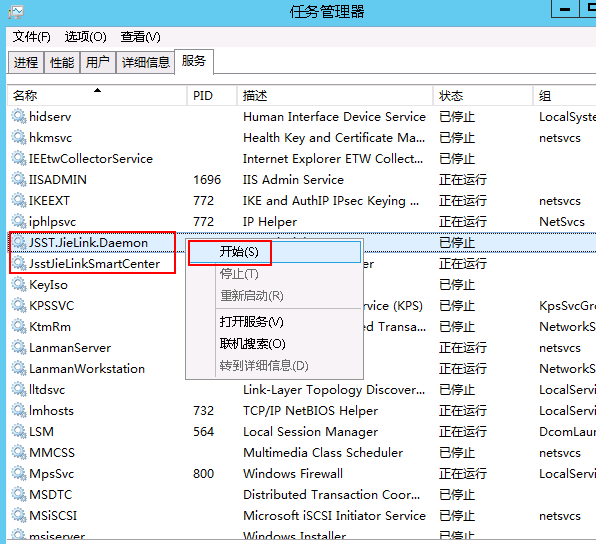 任务管理器
文件(F) 选项(O) 查看(V)
进程 性能 用户 详细信息 服务
名称 PID 描述 状态 组
hidserv Human Interface Device Service 已停止 LocalSyste
hkmsvc Health Key and Certificate Ma... 已停止 netsvcs
IEEtwCollectorService Internet Explorer ETW Collect... 已停止
IISADMIN 1696 IIS Admin Service 正在运行
IKEEXT 772 IKE and AuthIP IPsec Keying ... 正在运行 netsvcs
iphlpsvc 772 IP Helper 正在运行 NetSvcs
JSST.JieLink.Daemon 已停止
JsstJieLinkSmartCenter er 正在运行
KeyIso 已停止
KPSSVC ervice (KPS) 已停止 KpsSvcGro
KtmRm ed Transa... 已停止 NetworkS
LanmanServer 正在运行 netsvcs
LanmanWorkstation 正在运行 NetworkS
lltdsvc Link-Layer Topology Discover... 已停止 LocalServi
lmhosts 732 TCP/IP NetBIOS Helper 正在运行 LocalServi
LSM 564 Local Session Manager 正在运行 DcomLau
MMCSS Multimedia Class Scheduler 已停止 netsvcs
MpsSvc 800 Windows Firewall 正在运行 LocalServi
MSDTC Distributed Transaction Coor... 已停止 NetworkS
MSiSCSI Microsoft iSCSI Initiator Service 已停止 netsvcs
msiserver Windows Installer 已停止
开始(S)
停止(T)
重新启动(R)
打开服务(V)
联机搜索(O)
转到详细信息(D)